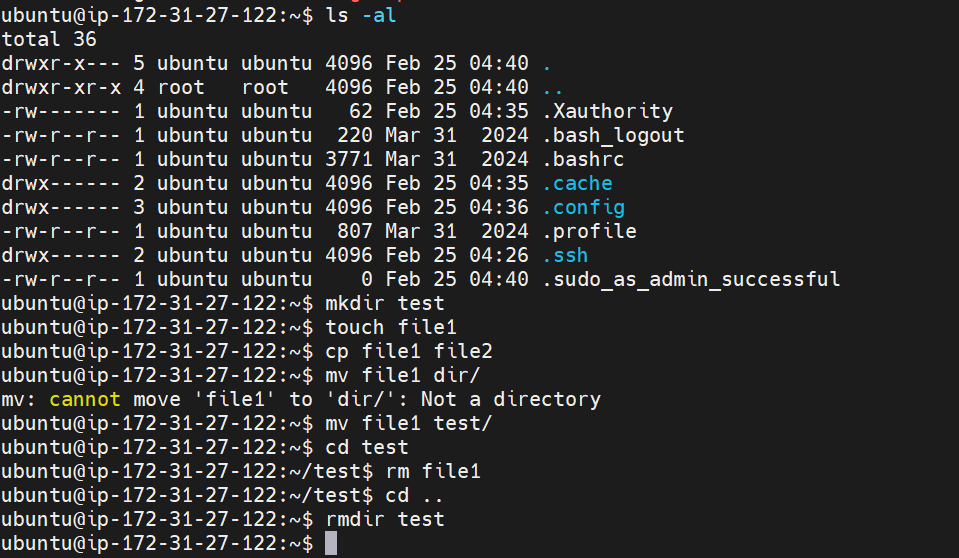 ubuntu@ip-172-31-27-122:~$ ls -al
total 36
drwxr-x--- 5 ubuntu ubuntu 4096 Feb 25 04:40 .
drwxr-xr-x 4 root   root   4096 Feb 25 04:40 ..
-rw------- 1 ubuntu ubuntu   62 Feb 25 04:35 .Xauthority
-rw-r--r-- 1 ubuntu ubuntu  220 Mar 31  2024 .bash_logout
-rw-r--r-- 1 ubuntu ubuntu 3771 Mar 31  2024 .bashrc
drwx------ 2 ubuntu ubuntu 4096 Feb 25 04:35 .cache
drwx------ 3 ubuntu ubuntu 4096 Feb 25 04:36 .config
-rw-r--r-- 1 ubuntu ubuntu  807 Mar 31  2024 .profile
drwx------ 2 ubuntu ubuntu 4096 Feb 25 04:26 .ssh
-rw-r--r-- 1 ubuntu ubuntu    0 Feb 25 04:40 .sudo_as_admin_successful
ubuntu@ip-172-31-27-122:~$ mkdir test
ubuntu@ip-172-31-27-122:~$ touch file1
ubuntu@ip-172-31-27-122:~$ cp file1 file2
ubuntu@ip-172-31-27-122:~$ mv file1 dir/
mv: cannot move 'file1' to 'dir/': Not a directory
ubuntu@ip-172-31-27-122:~$ mv file1 test/
ubuntu@ip-172-31-27-122:~$ cd test
ubuntu@ip-172-31-27-122:~/test$ rm file1
ubuntu@ip-172-31-27-122:~/test$ cd ..
ubuntu@ip-172-31-27-122:~$ rmdir test
ubuntu@ip-172-31-27-122:~$